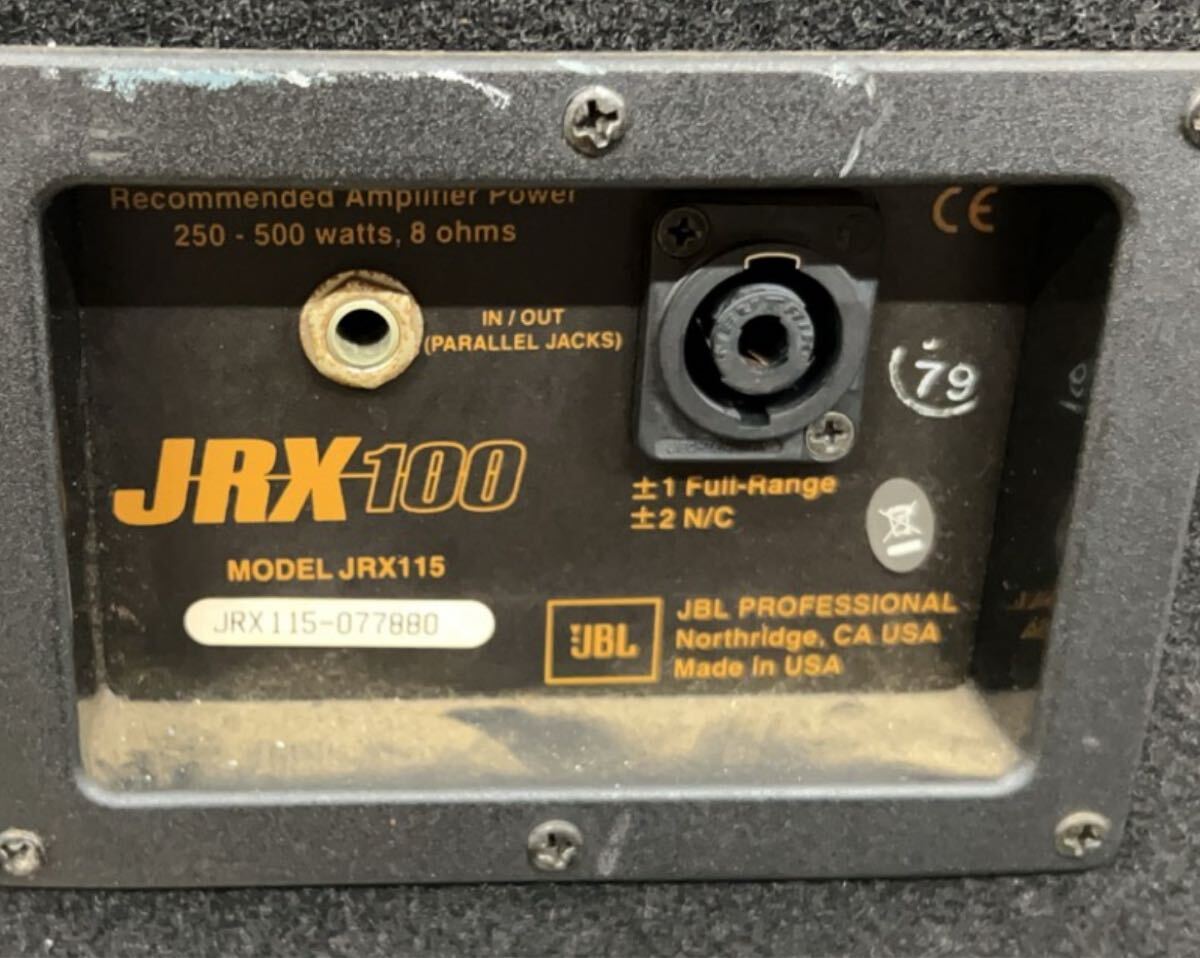 Recommended Amplifier Power
250 - 500 watts, 8 ohms
CE
IN / OUT
(PARALLEL JACKS)
79
JRX100
±1 Full-Range
±2 N/C
MODEL JRX115
JRX115-077880
JBL
JBL PROFESSIONAL
Northridge, CA USA
Made in USA